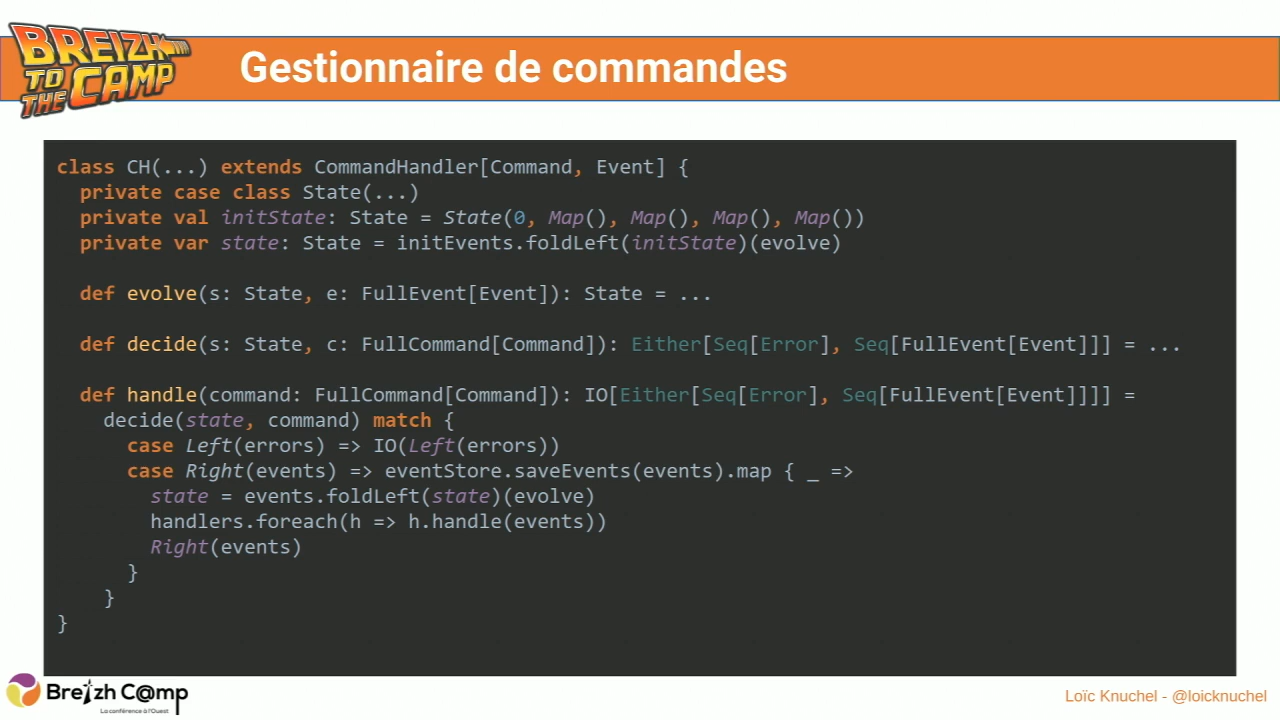 BREIZH
TO
THE CAMP
Gestionnaire de commandes
class CH(...) extends CommandHandler[Command, Event] {
private case class State(...)
private val initState: State = State(0, Map(), Map(), Map(), Map())
private var state: State = initEvents.foldLeft(initState)(evolve)
def evolve(s: State, e: FullEvent[Event]): State = ...
def decide(s: State, c: FullCommand[Command]): Either[Seq[Error], Seq[FullEvent[Event]]] = ...
def handle(command: FullCommand[Command]): IO[Either[Seq[Error], Seq[FullEvent[Event]]]] =
decide(state, command) match {
case Left(errors) => IO(Left(errors))
case Right(events) => eventStore.saveEvents(events).map { _ =>
state = events.foldLeft(state)(evolve)
handlers.foreach(h => h.handle(events))
Right(events)
}
}
}
Breizh C@mp
La conférence à l'Ouest
Loïc Knuchel - @loicknuchel